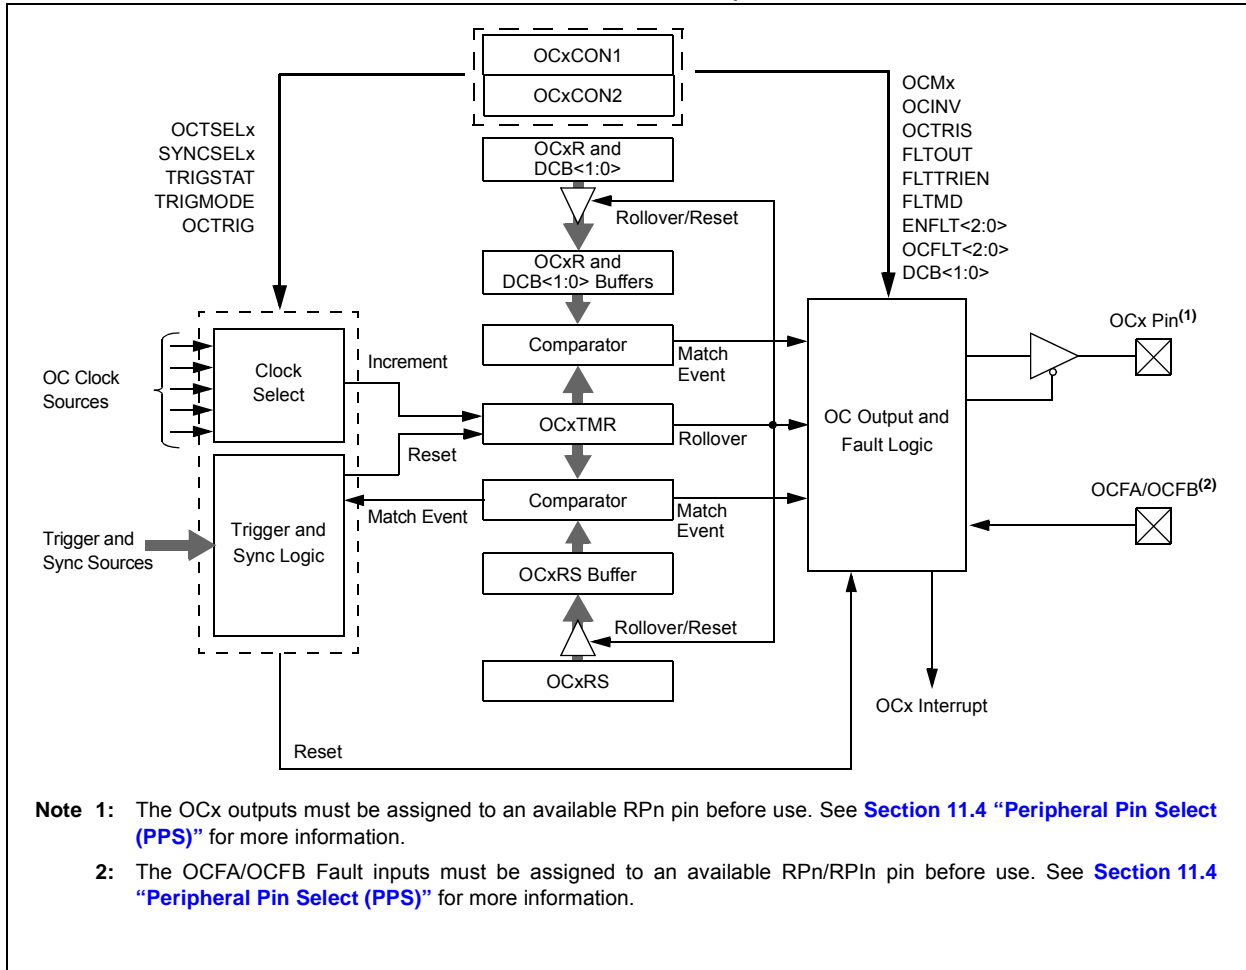 OCxCON1
OCxCON2
OCTSELx
SYNCSELx
TRIGSTAT
TRIGMODE
OCTRIG
OCMx
OCINV
OCTRIS
FLTOUT
FLTTRIEN
FLTMD
ENFLT<2:0>
OCFLT<2:0>
DCB<1:0>
OCxR and
DCB<1:0>
Rollover/Reset
OCxR and
DCB<1:0> Buffers
Comparator
Match
Event
OC Clock
Sources
Clock
Select
Increment
OCxTMR
Rollover
Reset
OC Output and
Fault Logic
OCx Pin(1)
OCFA/OCFB(2)
Trigger and
Sync Sources
Trigger and
Sync Logic
Match Event
Comparator
Match
Event
OCxRS Buffer
Rollover/Reset
OCxRS
OCx Interrupt
Reset
Note 1: The OCx outputs must be assigned to an available RPn pin before use. See Section 11.4 “Peripheral Pin Select
(PPS)” for more information.
2: The OCFA/OCFB Fault inputs must be assigned to an available RPn/RPIn pin before use. See Section 11.4
“Peripheral Pin Select (PPS)” for more information.